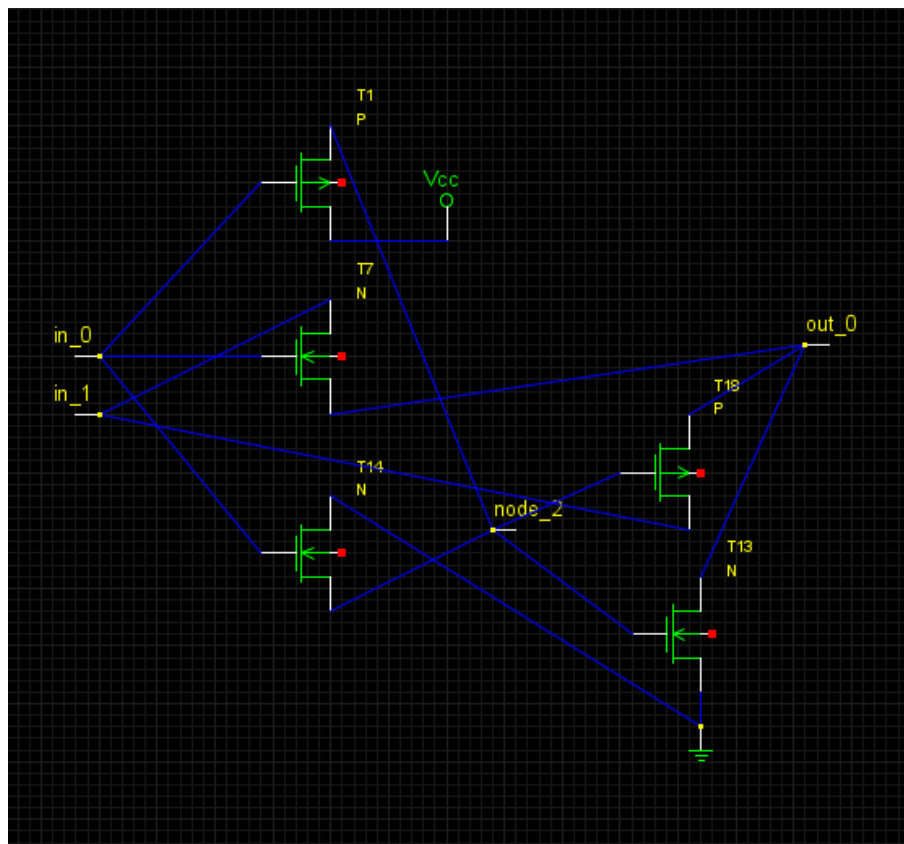 T1
P
Vcc
T7
N
in_0
out_0
in_1
T18
P
T14
N
node_2
T13
N